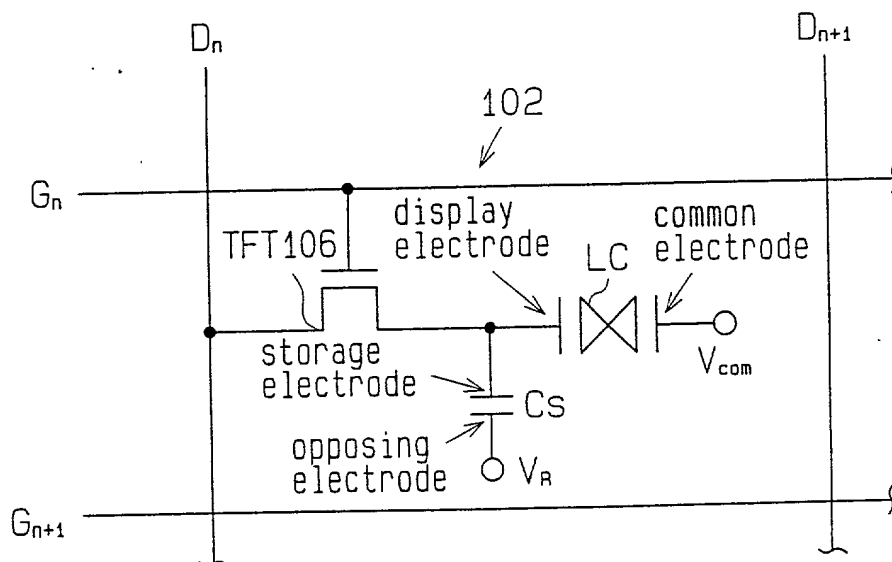 Dn
Dn+1
102
Gn
display
electrode
common
electrode
TFT106
LC
Vcom
storage
electrode
Cs
opposing
electrode
VR
Gn+1